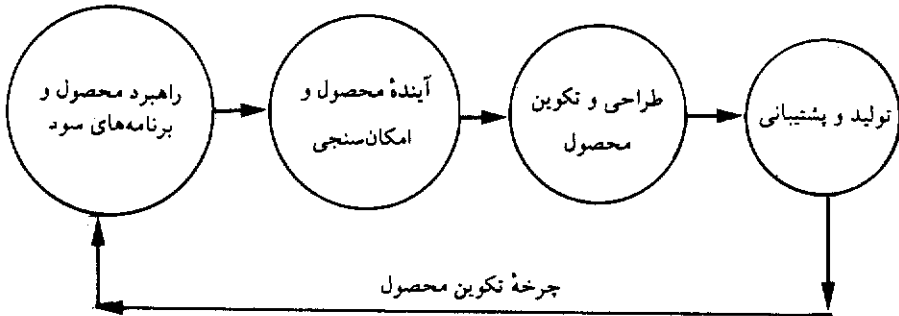 راهبرد محصول و
برنامه‌های سود
آیندهٔ محصول و
امکان‌سنجی
طراحی و تکوین
محصول
تولید و پشتیبانی
چرخهٔ تکوین محصول